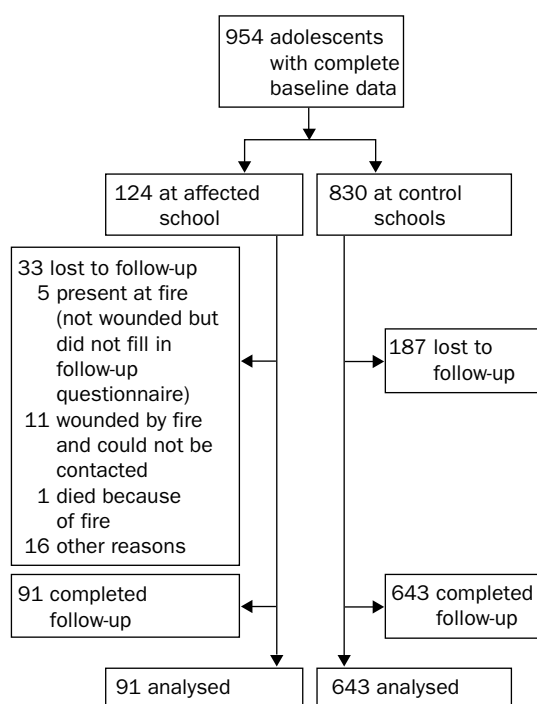 954 adolescents
with complete
baseline data
124 at affected
school
830 at control
schools
33 lost to follow-up
5 present at fire
(not wounded but
did not fill in
follow-up
questionnaire)
11 wounded by fire
and could not be
contacted
1 died because
of fire
16 other reasons
187 lost to
follow-up
91 completed
follow-up
643 completed
follow-up
91 analysed
643 analysed